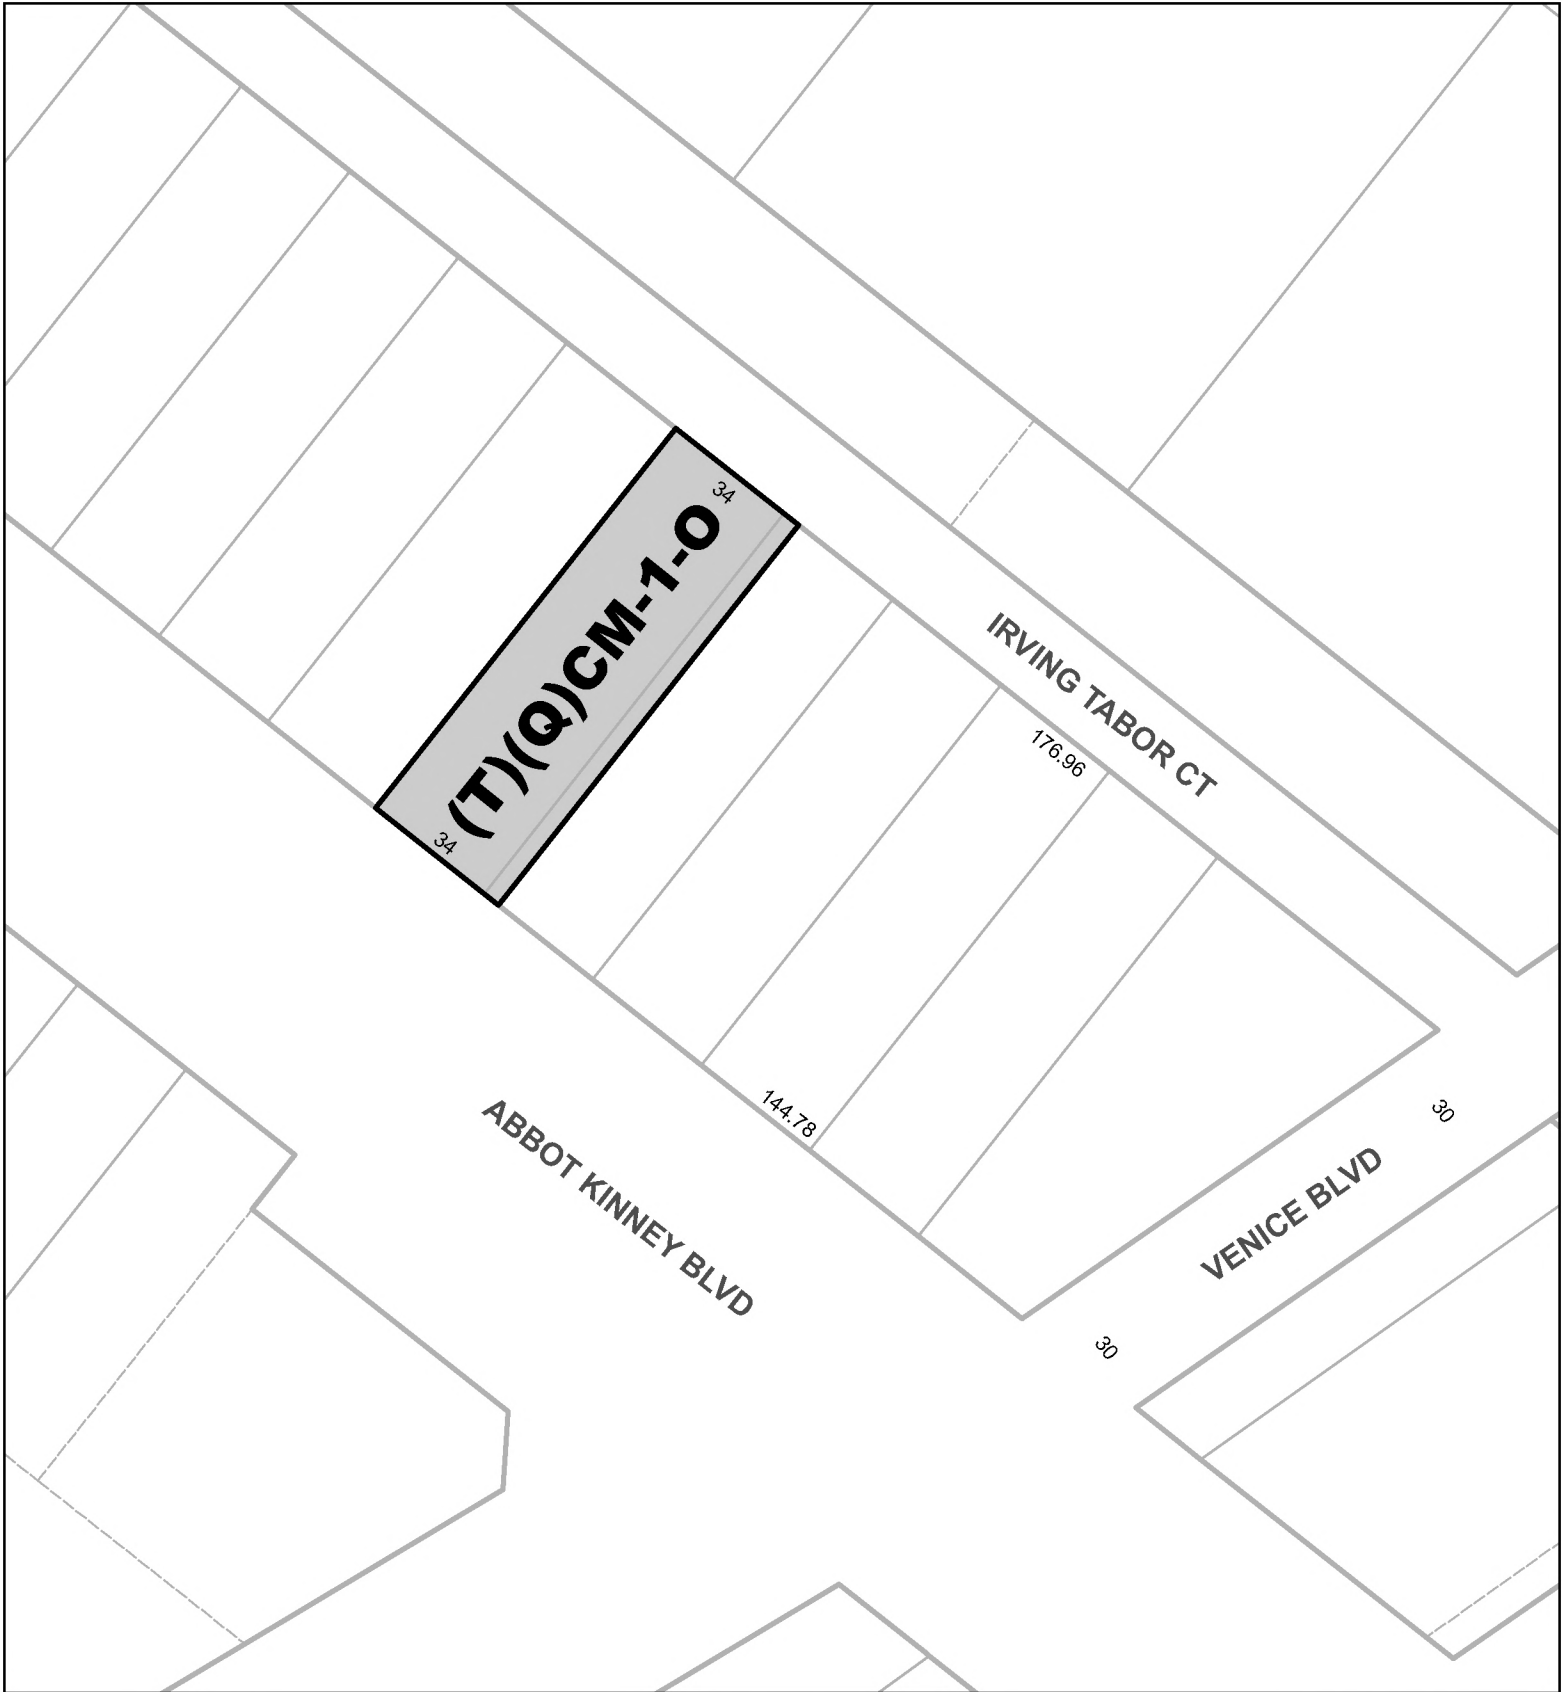 34
(T)(Q)CM-1-O
34
IRVING TABOR CT
176.96
144.78
ABBOT KINNEY BLVD
30
VENICE BLVD
30